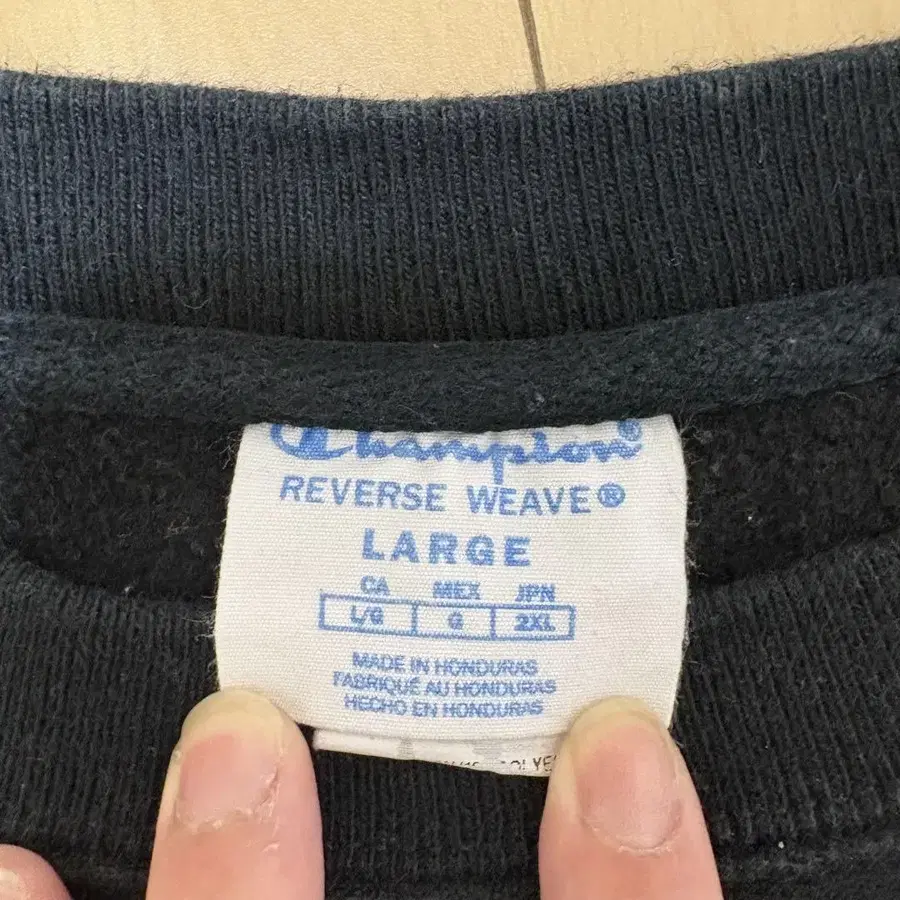 Champion®
REVERSE WEAVE®
LARGE
CA MEX JPN
L/G G 2XL
MADE IN HONDURAS
FABRIQUÉ AU HONDURAS
HECHO EN HONDURAS